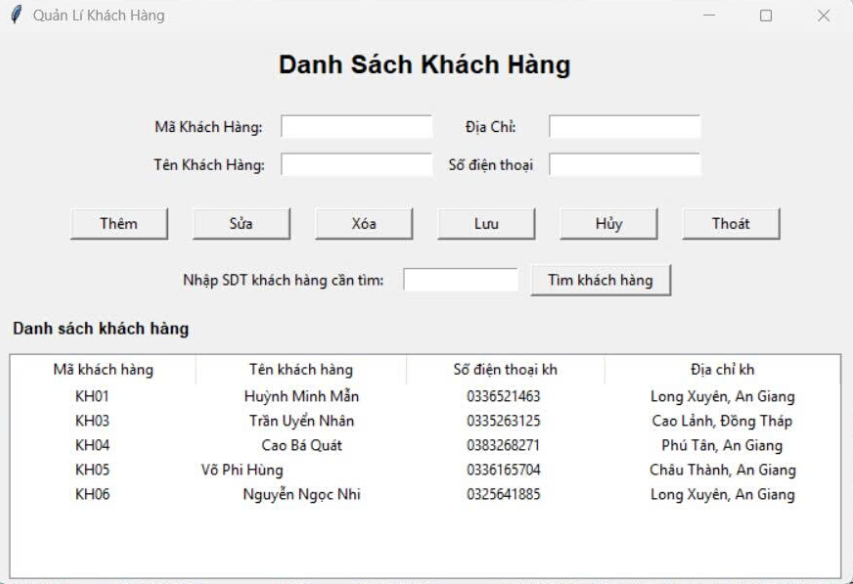 Quản Lí Khách Hàng
Danh Sách Khách Hàng
Mã Khách Hàng: Địa Chỉ:
Tên Khách Hàng: Số điện thoại
Thêm Sửa Xóa Lưu Hủy Thoát
Nhập SDT khách hàng cần tìm: Tìm khách hàng
Danh sách khách hàng
Mã khách hàng Tên khách hàng Số điện thoại kh Địa chỉ kh
KH01 Huỳnh Minh Mẫn 0336521463 Long Xuyên, An Giang
KH03 Trần Uyển Nhân 0335263125 Cao Lảnh, Đồng Tháp
KH04 Cao Bá Quát 0383268271 Phú Tân, An Giang
KH05 Võ Phi Hùng 0336165704 Châu Thành, An Giang
KH06 Nguyễn Ngọc Nhi 0325641885 Long Xuyên, An Giang